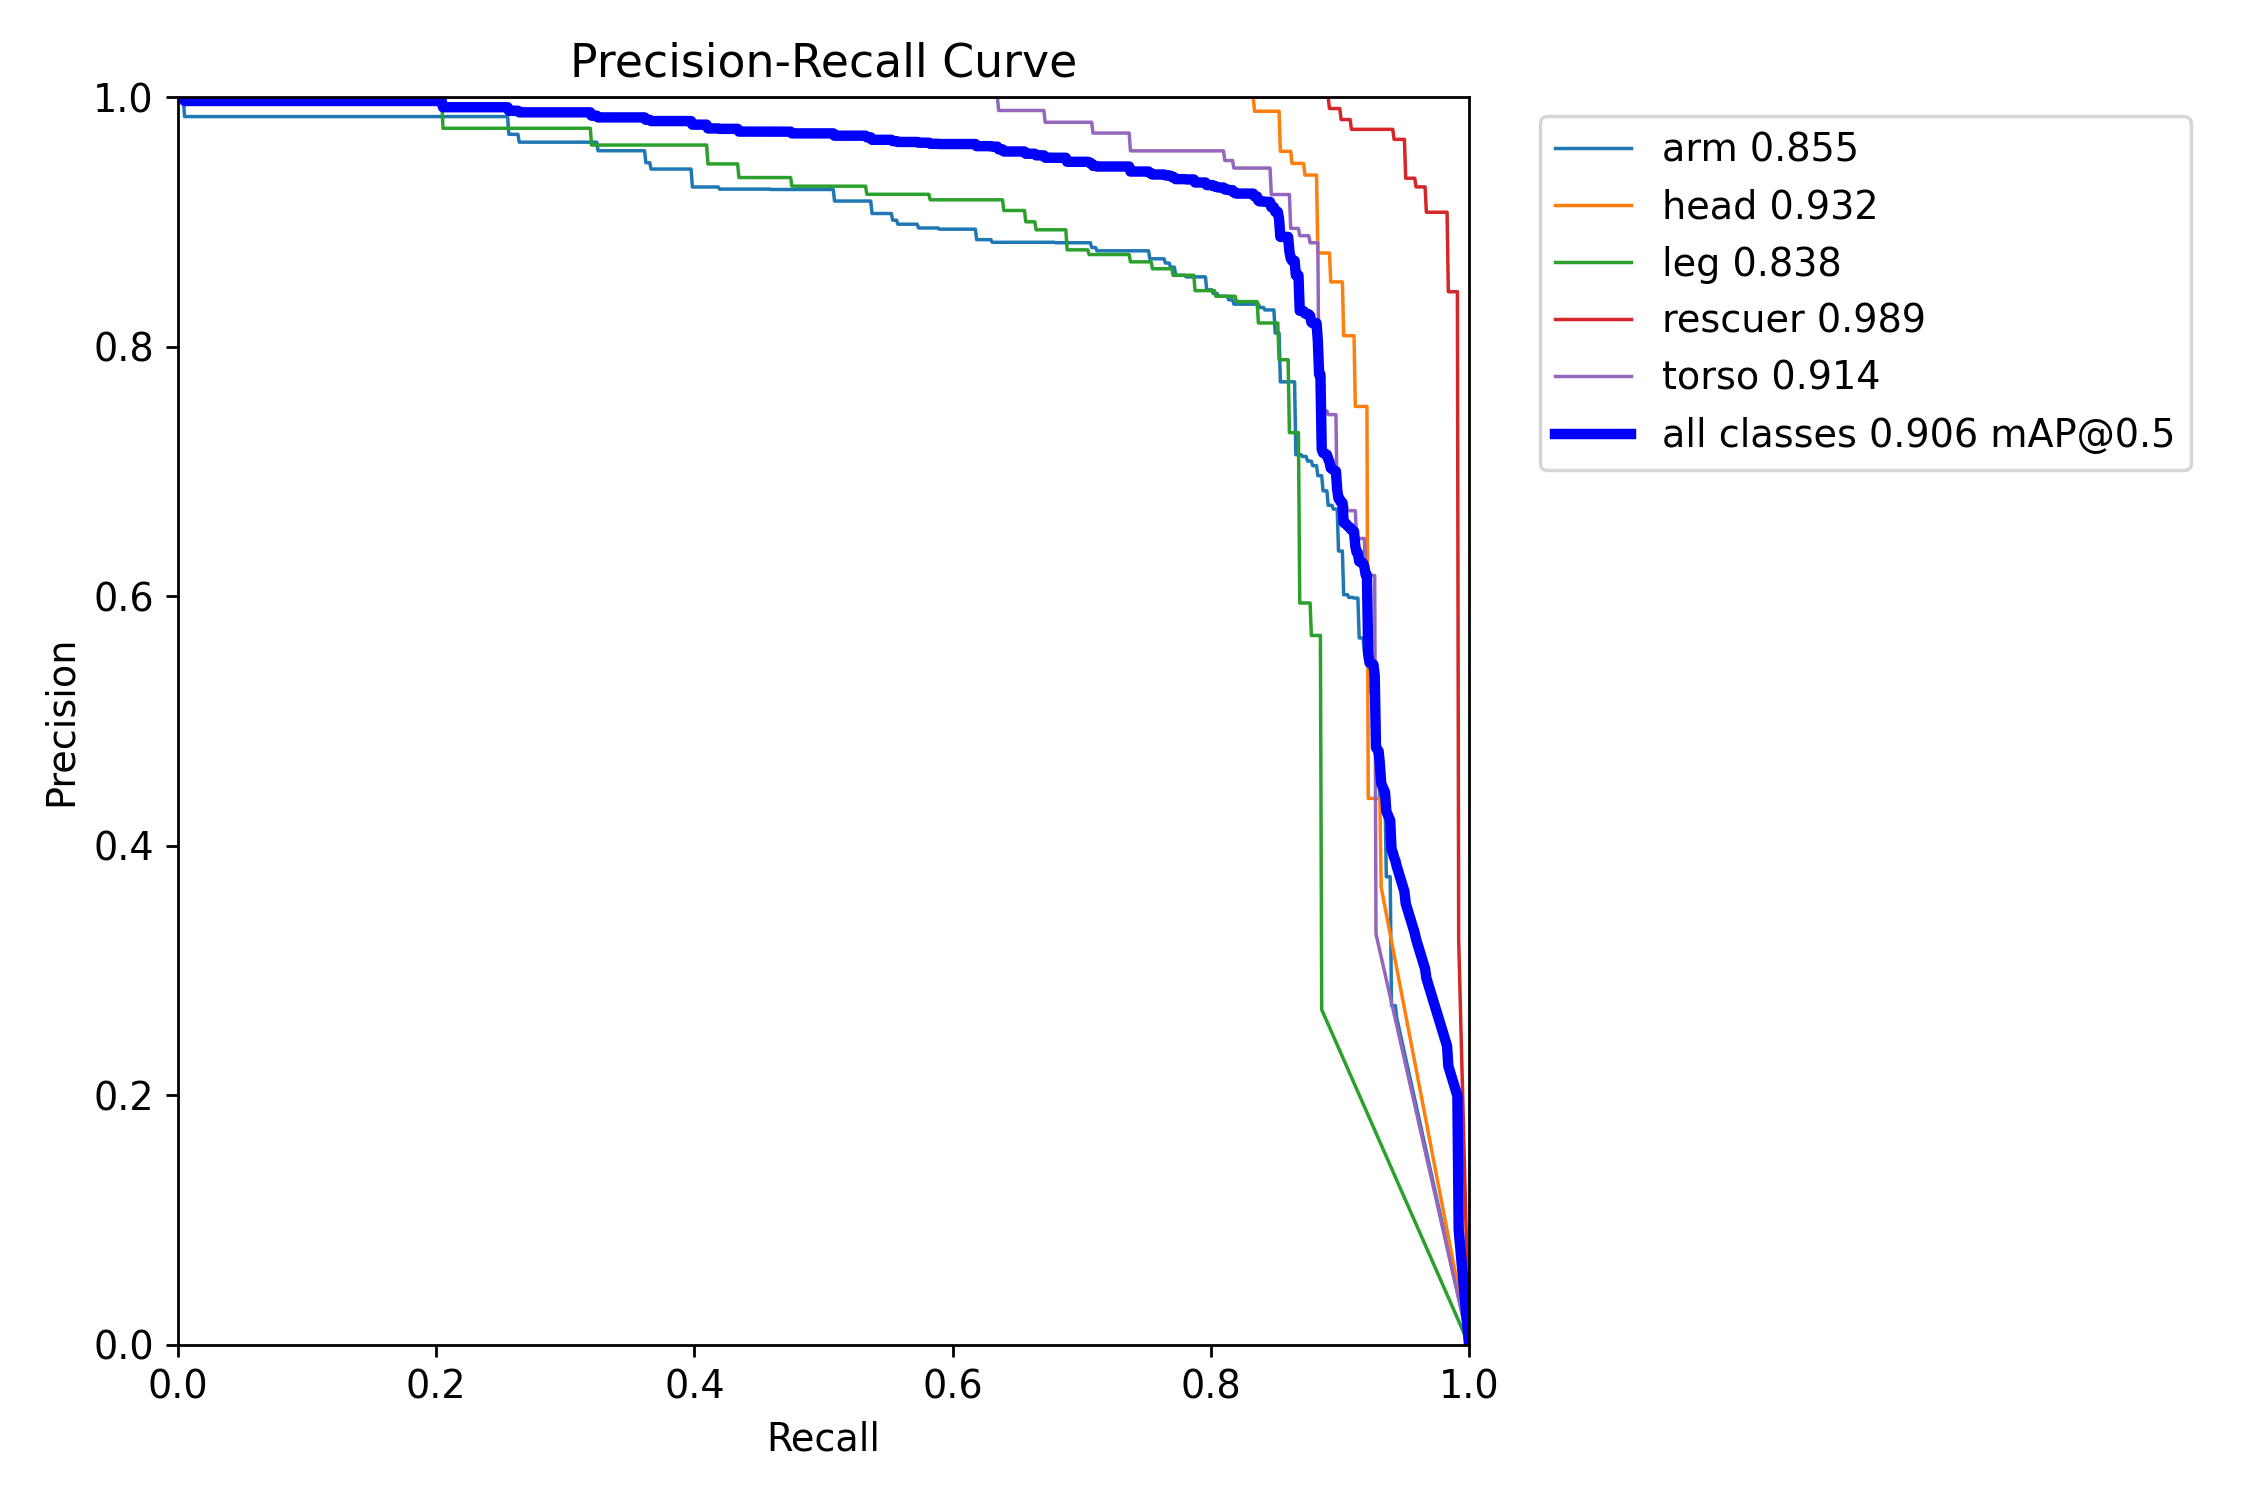 Precision-Recall Curve
1.0
0.8
0.6
0.4
0.2
0.0
Precision
0.0 0.2 0.4 0.6 0.8 1.0
Recall
arm 0.855
head 0.932
leg 0.838
rescuer 0.989
torso 0.914
all classes 0.906 mAP@0.5